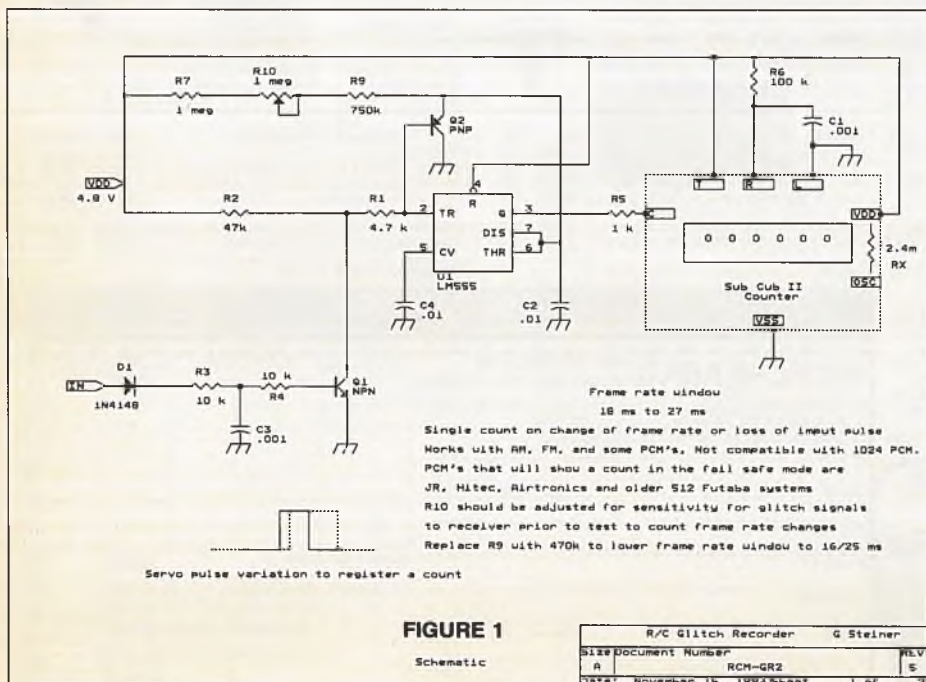 R7
1 meg
R10
1 meg
R9
750k
Q2
PNP
R6
100 k
C1
.001
VDD
4.8 V
R2
47k
R1
4.7 k
4
R
2
TR
Q
3
DIS
7
5
CV
THR
6
U1
LM555
R5
1 k
C
T
R
L
VDD
0 0 0 0 0 0
2.4m
RX
OSC
Sub Cub II
Counter
VSS
C4
.01
C2
.01
IN
D1
1N4148
R3
10 k
10 k
R4
C3
.001
Q1
NPN
Frame rate window
18 ms to 27 ms
Single count on change of frame rate or loss of input pulse
Works with AM, FM, and some PCM's. Not compatible with 1024 PCM.
PCM's that will show a count in the fail safe mode are
JR, Hitec, Airtronics and older 512 Futaba systems
R10 should be adjusted for sensitivity for glitch signals
to receiver prior to test to count frame rate changes
Replace R9 with 470k to lower frame rate window to 16/25 ms
Servo pulse variation to register a count
FIGURE 1
Schematic
R/C Glitch Recorder G Steiner
Size Document Number REV
A RCM-GR2 5
Date: November 1 of